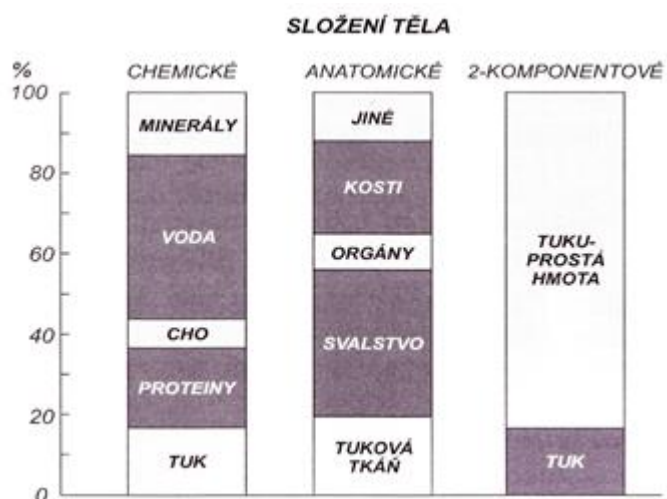 SLOŽENÍ TĚLA
% CHEMICKÉ ANATOMICKÉ 2-KOMPONENTOVÉ
100
80
60
40
20
0
MINERÁLY
VODA
CHO
PROTEINY
TUK
JINÉ
KOSTI
ORGÁNY
SVALSTVO
TUKOVÁ
TKÁŇ
TUKU-
PROSTÁ
HMOTA
TUK